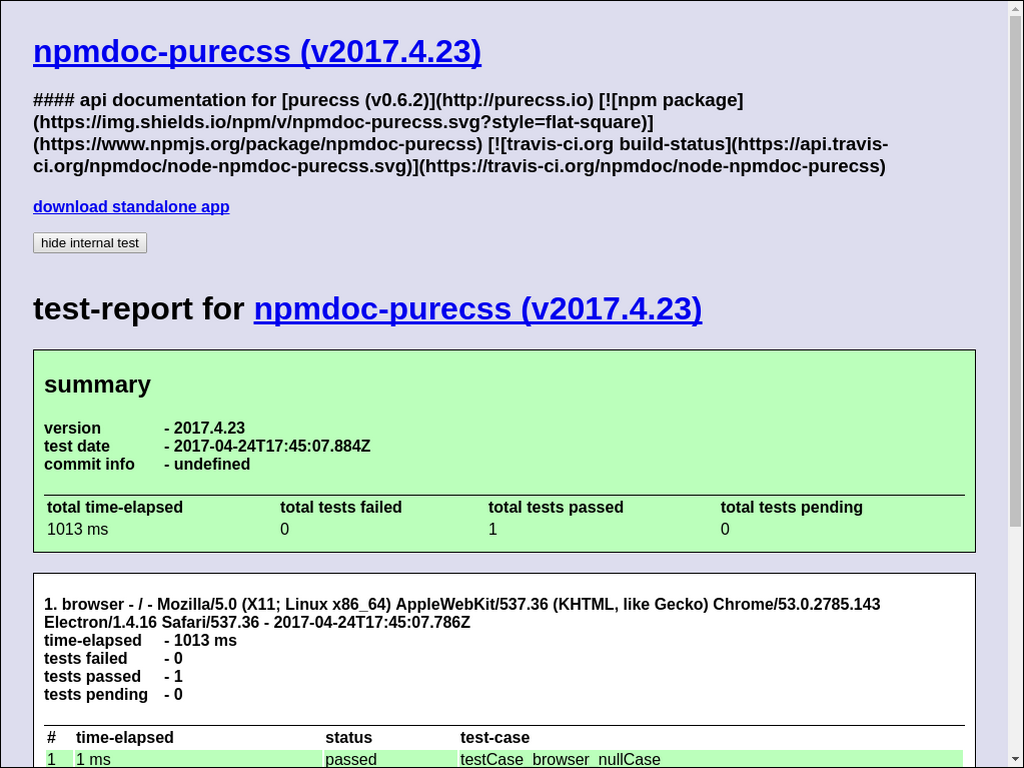 npmdoc-purecss (v2017.4.23)
#### api documentation for [purecss (v0.6.2)](http://purecss.io) [![npm package]
(https://img.shields.io/npm/v/npmdoc-purecss.svg?style=flat-square)]
(https://www.npmjs.org/package/npmdoc-purecss) [![travis-ci.org build-status](https://api.travis-
ci.org/npmdoc/node-npmdoc-purecss.svg)](https://travis-ci.org/npmdoc/node-npmdoc-purecss)
download standalone app
hide internal test
test-report for npmdoc-purecss (v2017.4.23)
summary
version - 2017.4.23
test date - 2017-04-24T17:45:07.884Z
commit info - undefined
total time-elapsed total tests failed total tests passed total tests pending
1013 ms 0 1 0
1. browser - / - Mozilla/5.0 (X11; Linux x86_64) AppleWebKit/537.36 (KHTML, like Gecko) Chrome/53.0.2785.143
Electron/1.4.16 Safari/537.36 - 2017-04-24T17:45:07.786Z
time-elapsed - 1013 ms
tests failed - 0
tests passed - 1
tests pending - 0
# time-elapsed status test-case
1 1 ms passed testCase_browser_nullCase